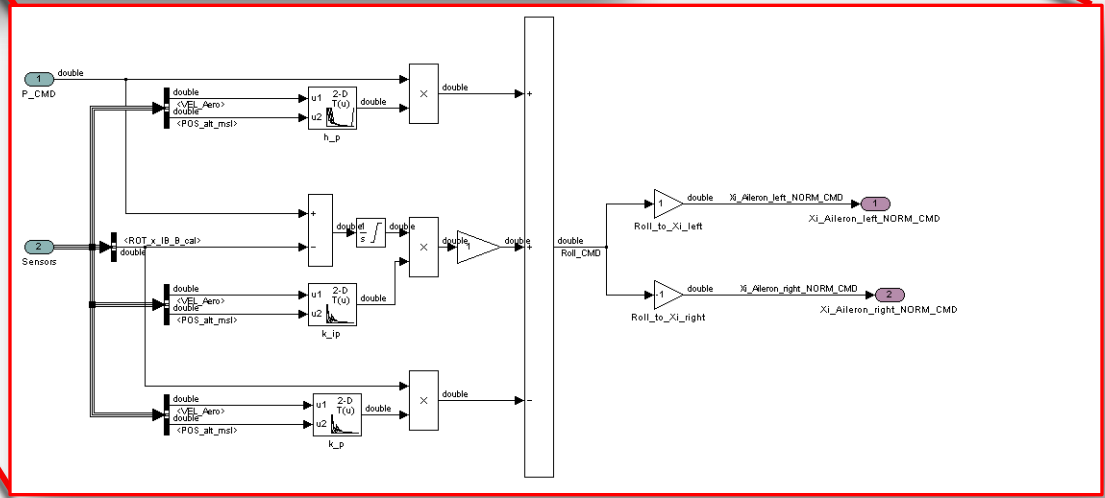 1
double
P_CMD
double
<VEL_Aero>
double
<POS_alt_msl>
u1
u2
2-D
T(u)
h_p
double
×
double
+
2
Sensors
<ROT_x_IB_B_cal>
double
+
−
double
1
s
double
×
double
1
double
+
double
<VEL_Aero>
double
<POS_alt_msl>
u1
u2
2-D
T(u)
k_ip
double
double
<VEL_Aero>
double
<POS_alt_msl>
u1
u2
2-D
T(u)
k_p
double
×
double
−
double
Roll_CMD
1
Roll_to_Xi_left
double
Xi_Aileron_left_NORM_CMD
1
Xi_Aileron_left_NORM_CMD
-1
Roll_to_Xi_right
double
Xi_Aileron_right_NORM_CMD
2
Xi_Aileron_right_NORM_CMD